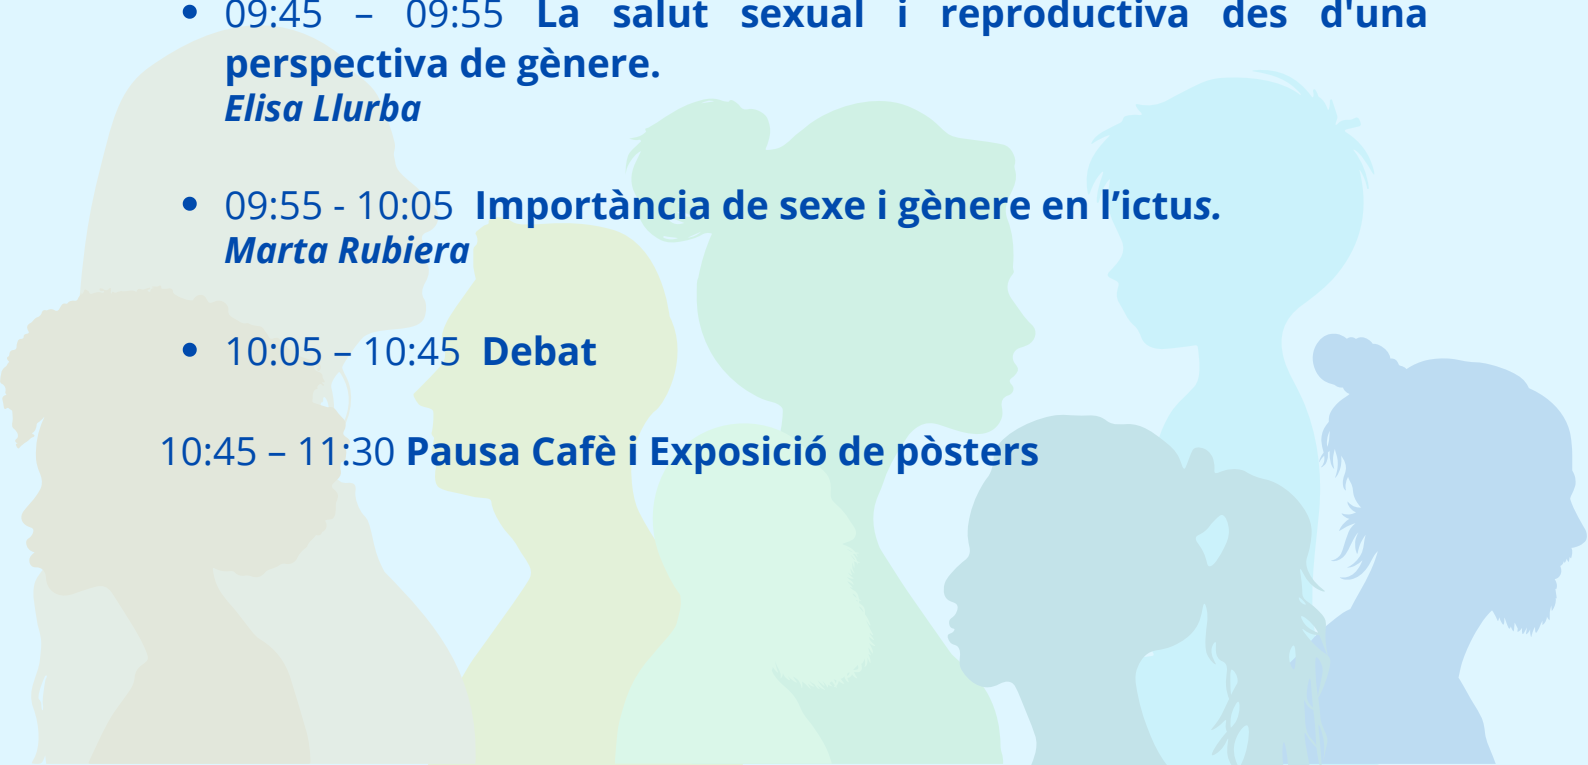 • 09:45 – 09:55 La salut sexual i reproductiva des d'una
perspectiva de gènere.
Elisa Llurba
• 09:55 - 10:05 Importància de sexe i gènere en l’ictus.
Marta Rubiera
• 10:05 – 10:45 Debat
10:45 – 11:30 Pausa Cafè i Exposició de pòsters